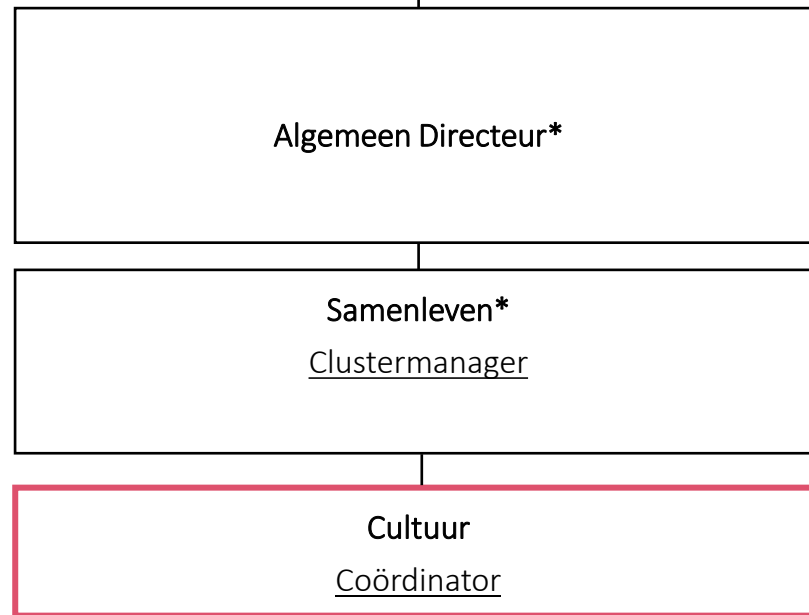 Algemeen Directeur*
Samenleven*
Clustermanager
Cultuur
Coördinator